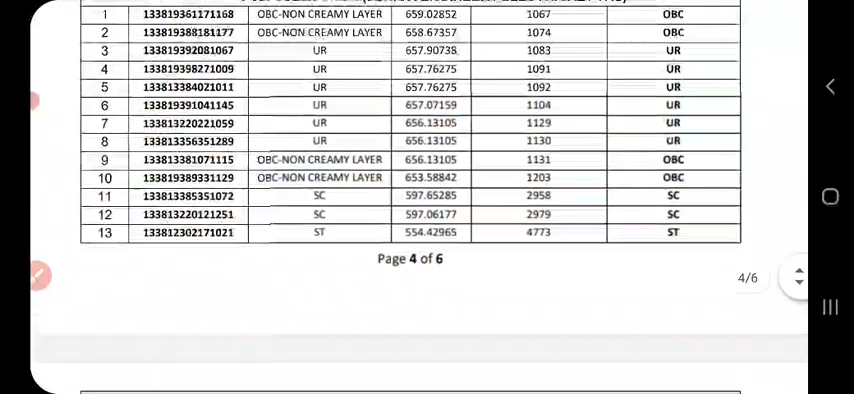 1 133819361171168 OBC-NON CREAMY LAYER 659.02852 1067 OBC
2 133819388181177 OBC-NON CREAMY LAYER 658.67357 1074 OBC
3 133819392081067 UR 657.90738 1083 UR
4 133819398271009 UR 657.76275 1091 UR
5 133813384021011 UR 657.76275 1092 UR
6 133819391041145 UR 657.07159 1104 UR
7 133813220221059 UR 656.13105 1129 UR
8 133813356351289 UR 656.13105 1130 UR
9 133813381071115 OBC-NON CREAMY LAYER 656.13105 1131 OBC
10 133819389331129 OBC-NON CREAMY LAYER 653.58842 1203 OBC
11 133813385351072 SC 597.65285 2958 SC
12 133813220121251 SC 597.06177 2979 SC
13 133812302171021 ST 554.42965 4773 ST
Page 4 of 6
4/6